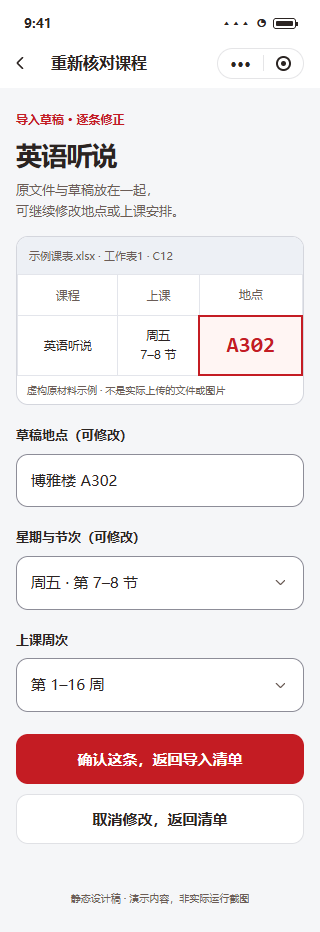 9:41
重新核对课程
导入草稿·逐条修正
英语听说
原文件与草稿放在一起，
可继续修改地点或上课安排。
示例课表.xlsx · 工作表1 · C12
课程 上课 地点
英语听说 周五 7–8 节 A302
虚构原材料示例 · 不是实际上传的文件或图片
草稿地点（可修改）
博雅楼 A302
星期与节次（可修改）
周五 · 第 7–8 节
上课周次
第 1–16 周
确认这条，返回导入清单
取消修改，返回清单
静态设计稿 · 演示内容，非实际运行截图